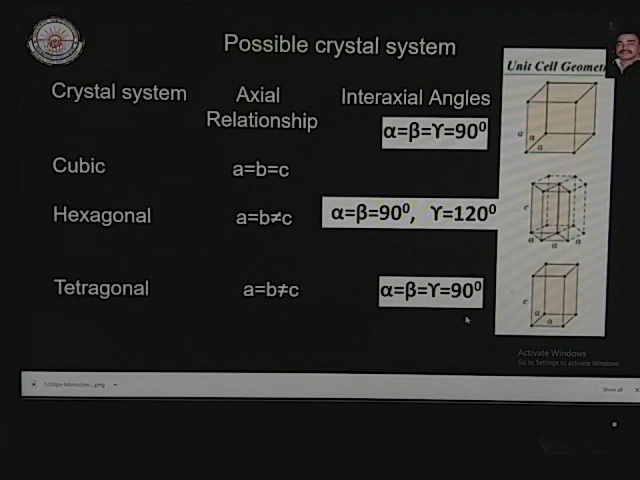 Possible crystal system
Unit Cell Geomet
Crystal system
Axial Relationship
Interaxial Angles
α=β=ϒ=90⁰
a
a
a
Cubic
a=b=c
Hexagonal
a=b≠c
α=β=90⁰, ϒ=120⁰
c
a
a
a
Tetragonal
a=b≠c
α=β=ϒ=90⁰
c
a
a
Activate Windows
Go to Settings to activate Windows.
Show all